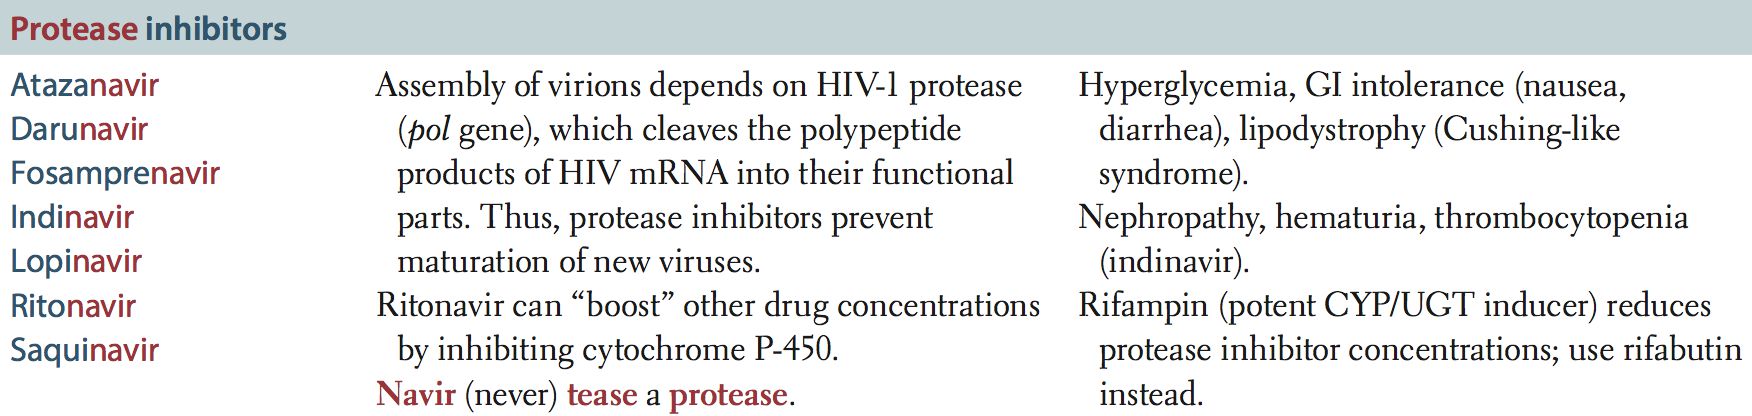 Protease inhibitors
Atazanavir
Darunavir
Fosamprenavir
Indinavir
Lopinavir
Ritonavir
Saquinavir
Assembly of virions depends on HIV-1 protease
(pol gene), which cleaves the polypeptide
products of HIV mRNA into their functional
parts. Thus, protease inhibitors prevent
maturation of new viruses.
Ritonavir can “boost” other drug concentrations
by inhibiting cytochrome P-450.
Navir (never) tease a protease.
Hyperglycemia, GI intolerance (nausea,
diarrhea), lipodystrophy (Cushing-like
syndrome).
Nephropathy, hematuria, thrombocytopenia
(indinavir).
Rifampin (potent CYP/UGT inducer) reduces
protease inhibitor concentrations; use rifabutin
instead.